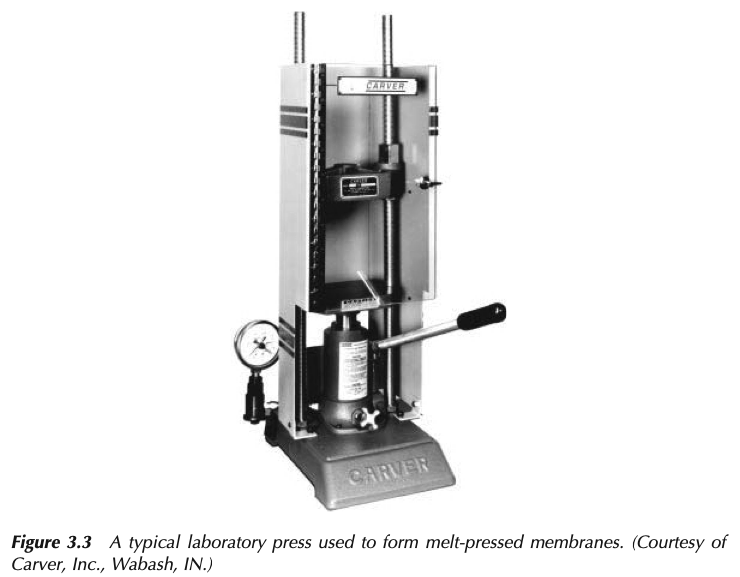 CARVER
CARVER
CARVER
Figure 3.3 A typical laboratory press used to form melt-pressed membranes. (Courtesy of
Carver, Inc., Wabash, IN.)